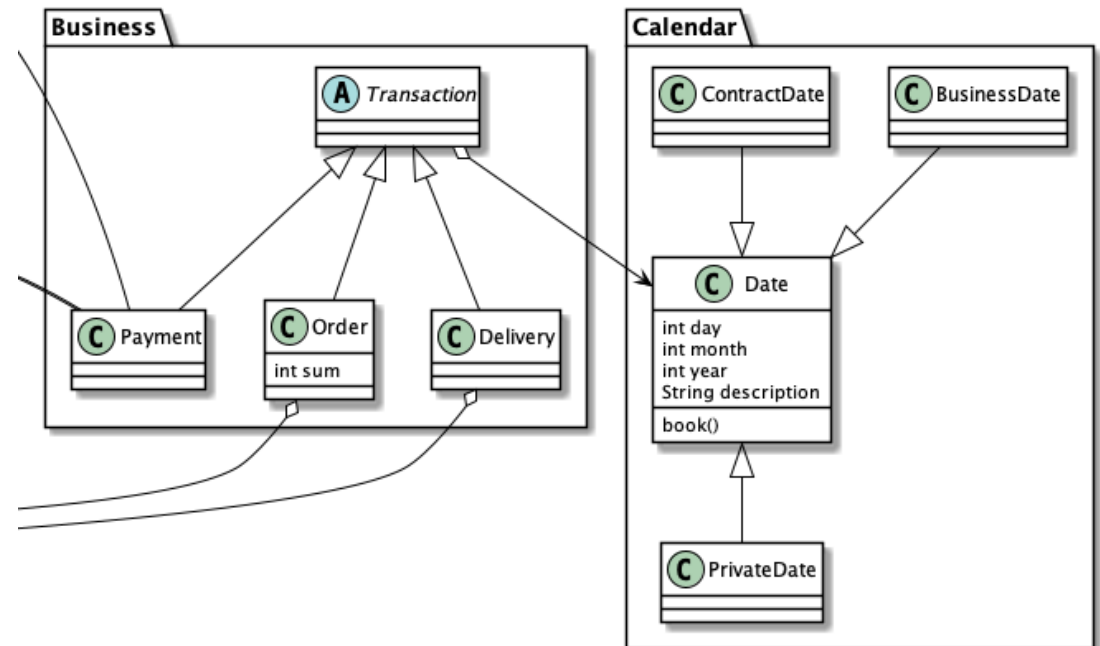 Business
A Transaction
C Payment
C Order
int sum
C Delivery
Calendar
C ContractDate
C BusinessDate
C Date
int day
int month
int year
String description
book()
C PrivateDate